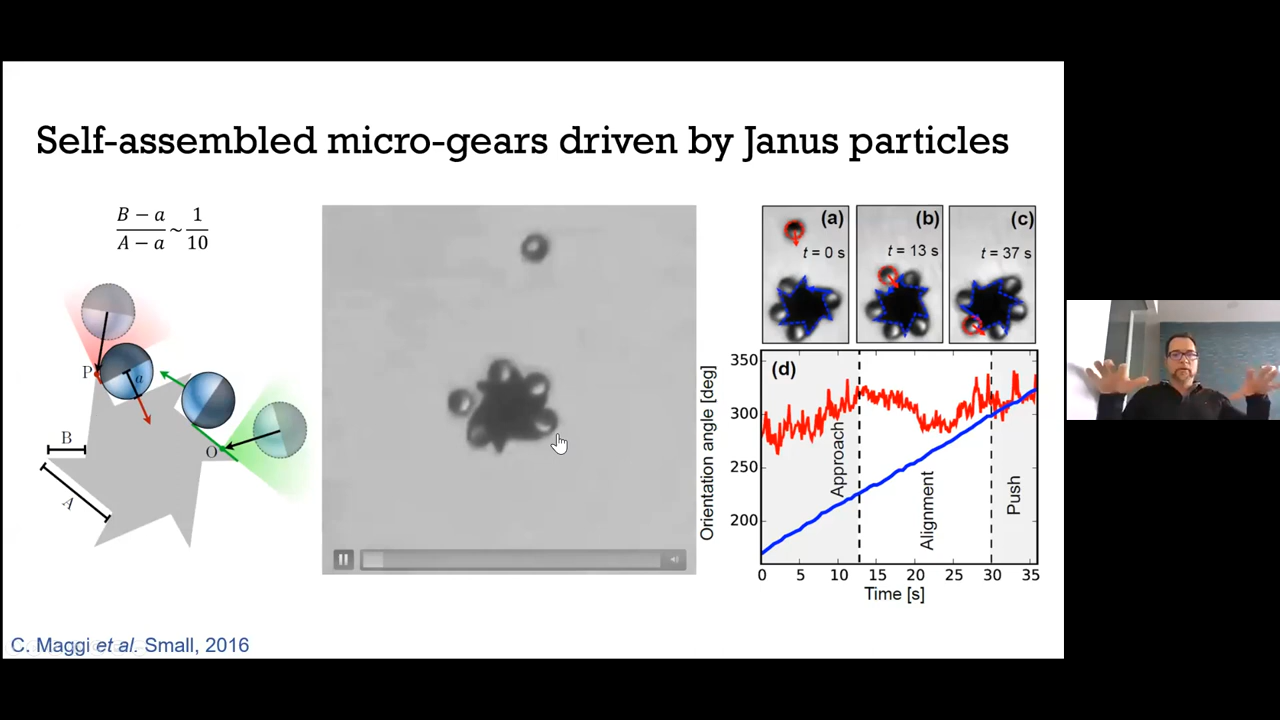 Self-assembled micro-gears driven by Janus particles
B − a
A − a
~
1
10
P
a
B
O
A
(a)
t = 0 s
(b)
t = 13 s
(c)
t = 37 s
(d)
Orientation angle [deg]
350
300
250
200
Approach
Alignment
Push
0 5 10 15 20 25 30 35
Time [s]
C. Maggi et al. Small, 2016